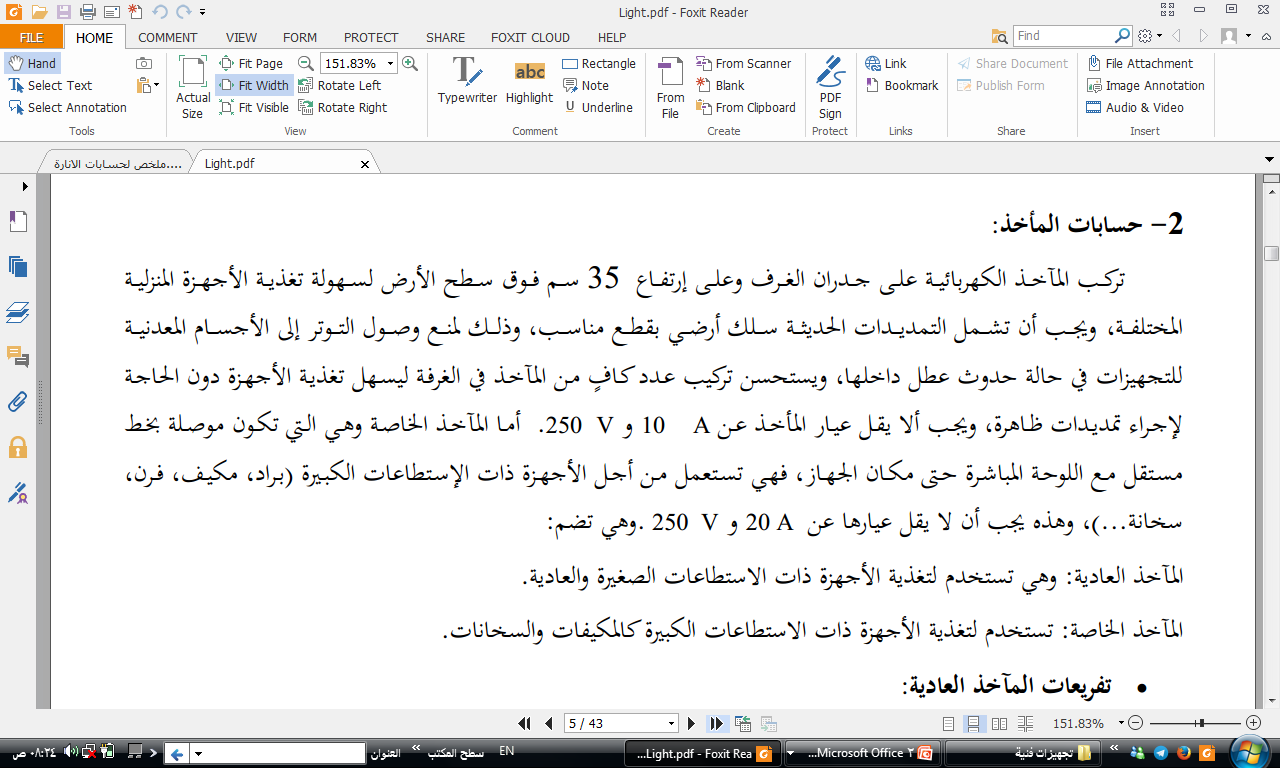 Light.pdf - Foxit Reader
FILE HOME COMMENT VIEW FORM PROTECT SHARE FOXIT CLOUD HELP Find
Hand
Select Text
Select Annotation
Tools
Actual Size
Fit Page
Fit Width
Fit Visible
151.83%
Rotate Left
Rotate Right
View
Typewriter
Highlight
Rectangle
Note
Underline
Comment
From File
From Scanner
Blank
From Clipboard
Create
PDF Sign
Protect
Link
Bookmark
Links
Share Document
Publish Form
Share
File Attachment
Image Annotation
Audio & Video
Insert
ملخص لحسابات الانارة....
Light.pdf
2- حسابات المأخذ:
تركب المآخذ الكهربائية على جدران الغرف وعلى إرتفاع 35 سم فوق سطح الأرض لسهولة تغذية الأجهزة المنزلية
المختلفة، ويجب أن تشمل التمديدات الحديثة سلك أرضي بقطع مناسب، وذلك لمنع وصول التوتر إلى الأجسام المعدنية
للتجهيزات في حالة حدوث عطل داخلها، ويستحسن تركيب عدد كافٍ من المآخذ في الغرفة ليسهل تغذية الأجهزة دون الحاجة
لإجراء تمديدات ظاهرة، ويجب ألا يقل عيار المأخذ عن 10 A و 250 V. أما المآخذ الخاصة وهي التي تكون موصلة بخط
مستقل مع اللوحة المباشرة حتى مكان الجهاز، فهي تستعمل من أجل الأجهزة ذات الإستطاعات الكبيرة (براد، مكيف، فرن،
سخانة...)، وهذه يجب أن لا يقل عيارها عن 20 A و 250 V .وهي تضم:
المآخذ العادية: وهي تستخدم لتغذية الأجهزة ذات الاستطاعات الصغيرة والعادية.
المآخذ الخاصة: تستخدم لتغذية الأجهزة ذات الاستطاعات الكبيرة كالمكيفات والسخانات.
• تفريعات المآخذ العادية:
5 / 43
151.83%
٠٨:٢٤ ص
العنوان
سطح المكتب
EN
Light.pdf - Foxit Rea...
Microsoft Office ٢...
تجهيزات فنية